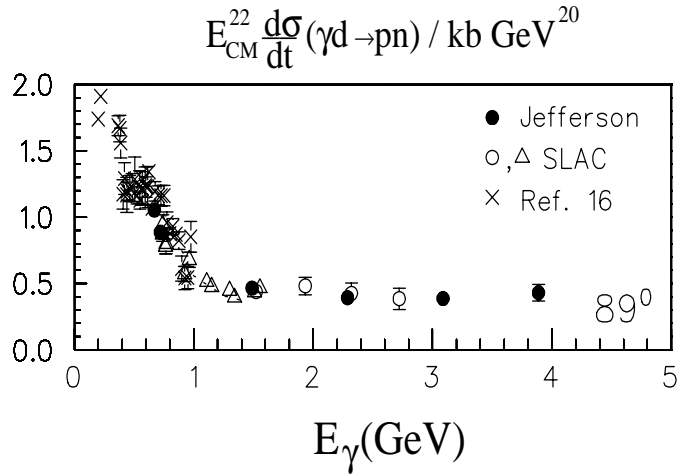 E_CM^22 dσ/dt (γd→pn) / kb GeV^20
2.0
● Jefferson
○,△ SLAC
× Ref. 16
1.5
1.0
0.5
89⁰
0.0
0 1 2 3 4 5
E_γ(GeV)